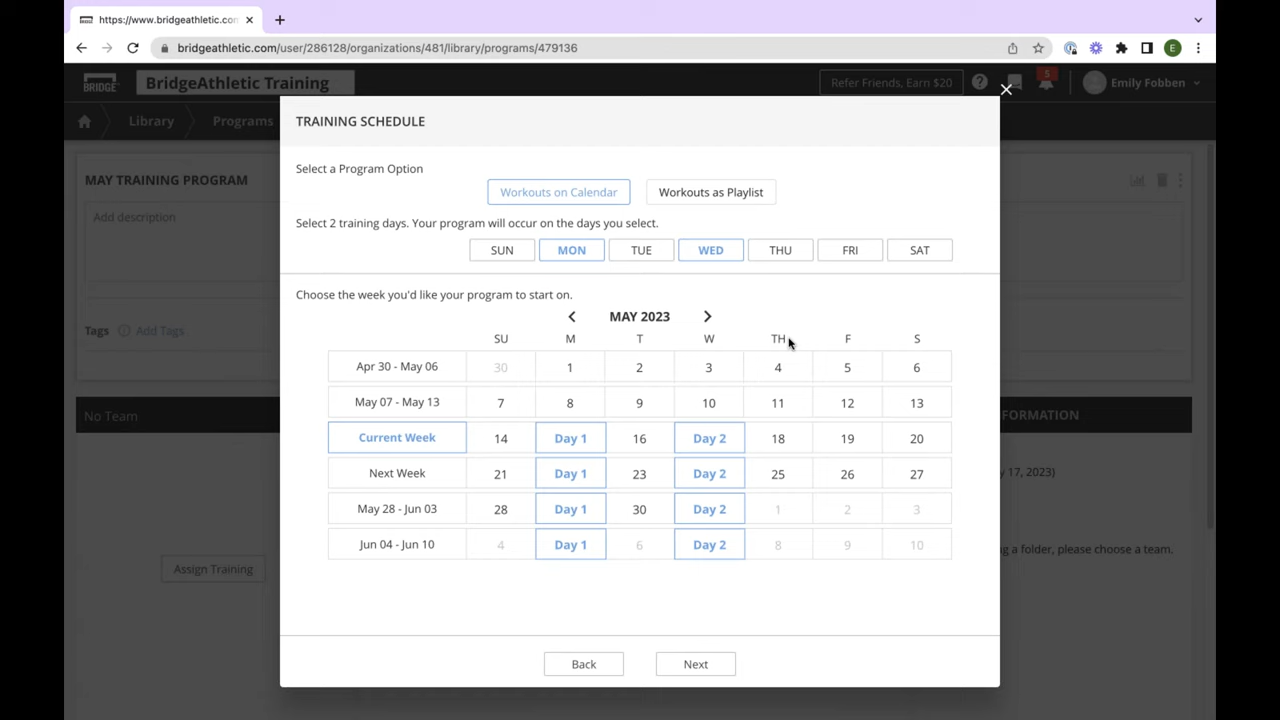 https://www.bridgeathletic.con
bridgeathletic.com/user/286128/organizations/481/library/programs/479136
E
BRIDGE
BridgeAthletic Training
Refer Friends, Earn $20
5
Emily Fobben
Library
Programs
TRAINING SCHEDULE
Select a Program Option
Workouts on Calendar
Workouts as Playlist
Select 2 training days. Your program will occur on the days you select.
SUN MON TUE WED THU FRI SAT
Choose the week you'd like your program to start on.
MAY 2023
SU M T W TH F S
Apr 30 - May 06 30 1 2 3 4 5 6
May 07 - May 13 7 8 9 10 11 12 13
Current Week 14 Day 1 16 Day 2 18 19 20
Next Week 21 Day 1 23 Day 2 25 26 27
May 28 - Jun 03 28 Day 1 30 Day 2 1 2 3
Jun 04 - Jun 10 4 Day 1 6 Day 2 8 9 10
Back
Next
MAY TRAINING PROGRAM
Add description
Tags
Add Tags
No Team
Assign Training
FORMATION
y 17, 2023)
g a folder, please choose a team.